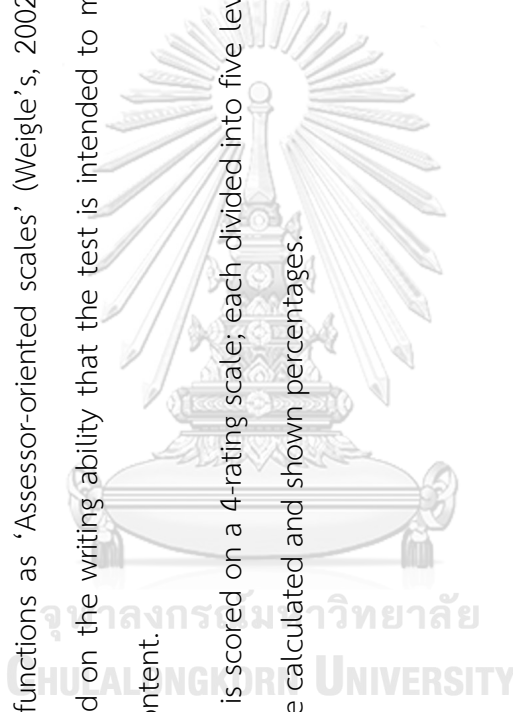 functions as ‘Assessor-oriented scales’ (Weigle’s, 2002
d on the writing ability that the test is intended to m
ontent.
is scored on a 4-rating scale; each divided into five lev
e calculated and shown percentages.
จุฬาลงกรณ์มหาวิทยาลัย
CHULALONGKORN UNIVERSITY